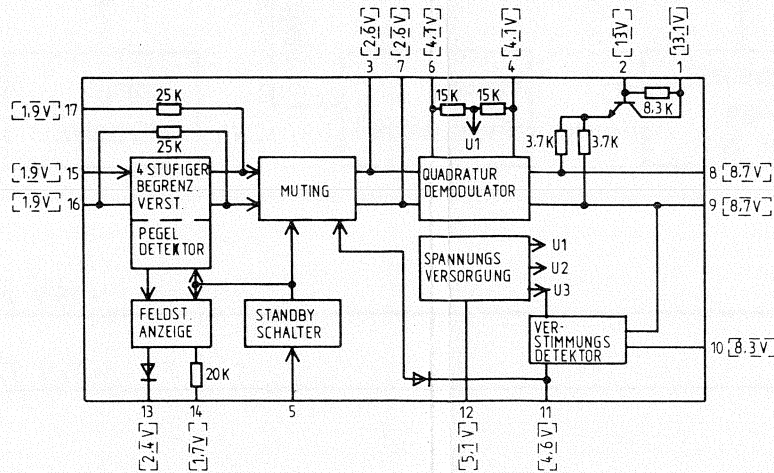 2,6V 2,6V 4,1V 4,1V 13V 13.1V
3 7 6 4 2 1
25K
1,9V 17
25K
15K 15K
U1
8,3K
3.7K 3.7K
1,9V 15
1,9V 16
4 STUFIGER
BEGRENZ.
VERST.
PEGEL
DETEKTOR
MUTING
QUADRATUR
DEMODULATOR
8 8,7V
9 8,7V
SPANNUNGS
VERSORGUNG
U1
U2
U3
FELDST.
ANZEIGE
STANDBY
SCHALTER
VER-
STIMMUNGS
DETEKTOR
10 8,3V
20K
13 14 5 12 11
2.4V 1.7V 5.1V 4.6V